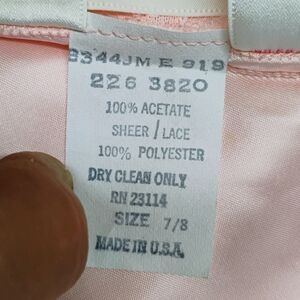 9344JM E 919
226 3820
100% ACETATE
SHEER / LACE
100% POLYESTER
DRY CLEAN ONLY
RN 23114
SIZE 7/8
MADE IN U.S.A.